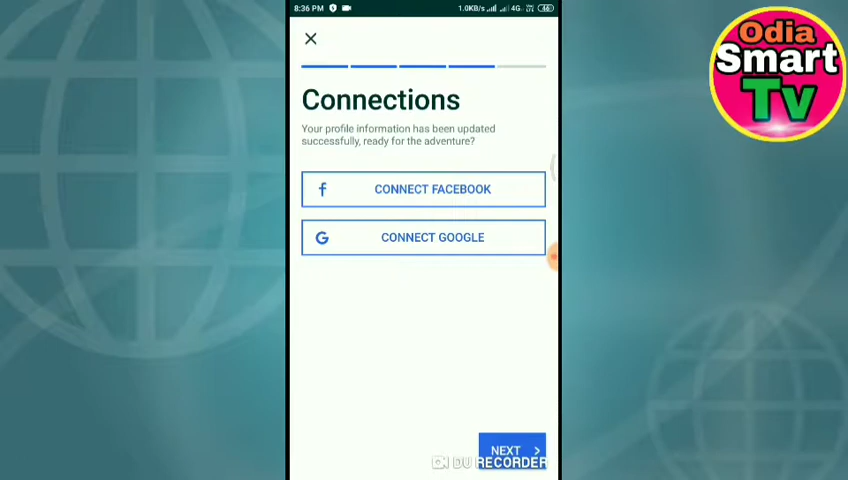 8:36 PM
1.0KB/s
4G
Odia
Smart
Tv
Connections
Your profile information has been updated
successfully, ready for the adventure?
f CONNECT FACEBOOK
G CONNECT GOOGLE
NEXT
DU RECORDER